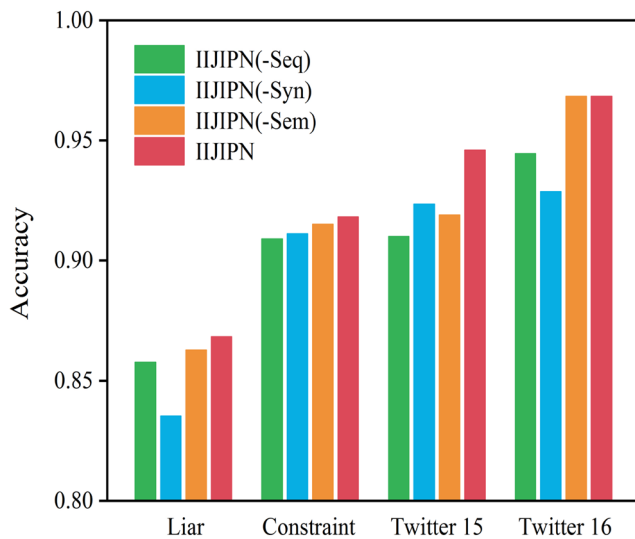 1.00
0.95
0.90
0.85
0.80
Accuracy
IIJIPN(-Seq)
IIJIPN(-Syn)
IIJIPN(-Sem)
IIJIPN
Liar Constraint Twitter 15 Twitter 16